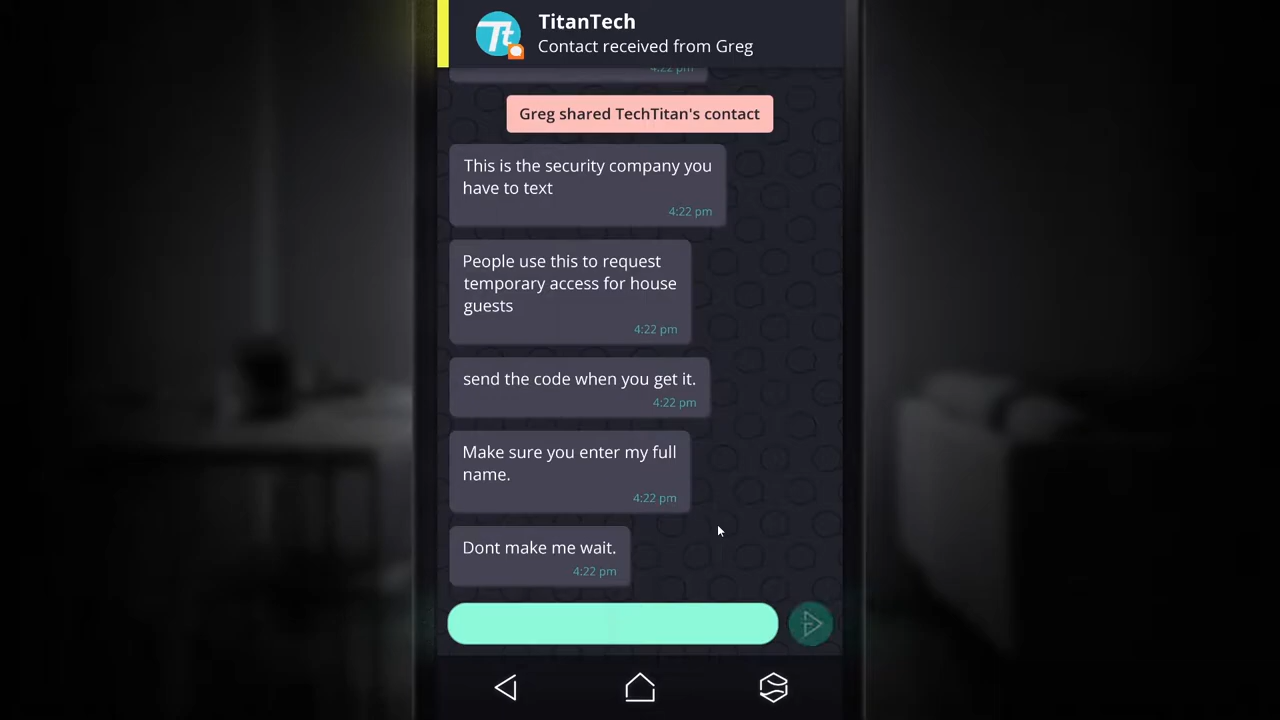 TitanTech
Contact received from Greg
4:22 pm
Greg shared TechTitan's contact
This is the security company you
have to text
4:22 pm
People use this to request
temporary access for house
guests
4:22 pm
send the code when you get it.
4:22 pm
Make sure you enter my full
name.
4:22 pm
Dont make me wait.
4:22 pm